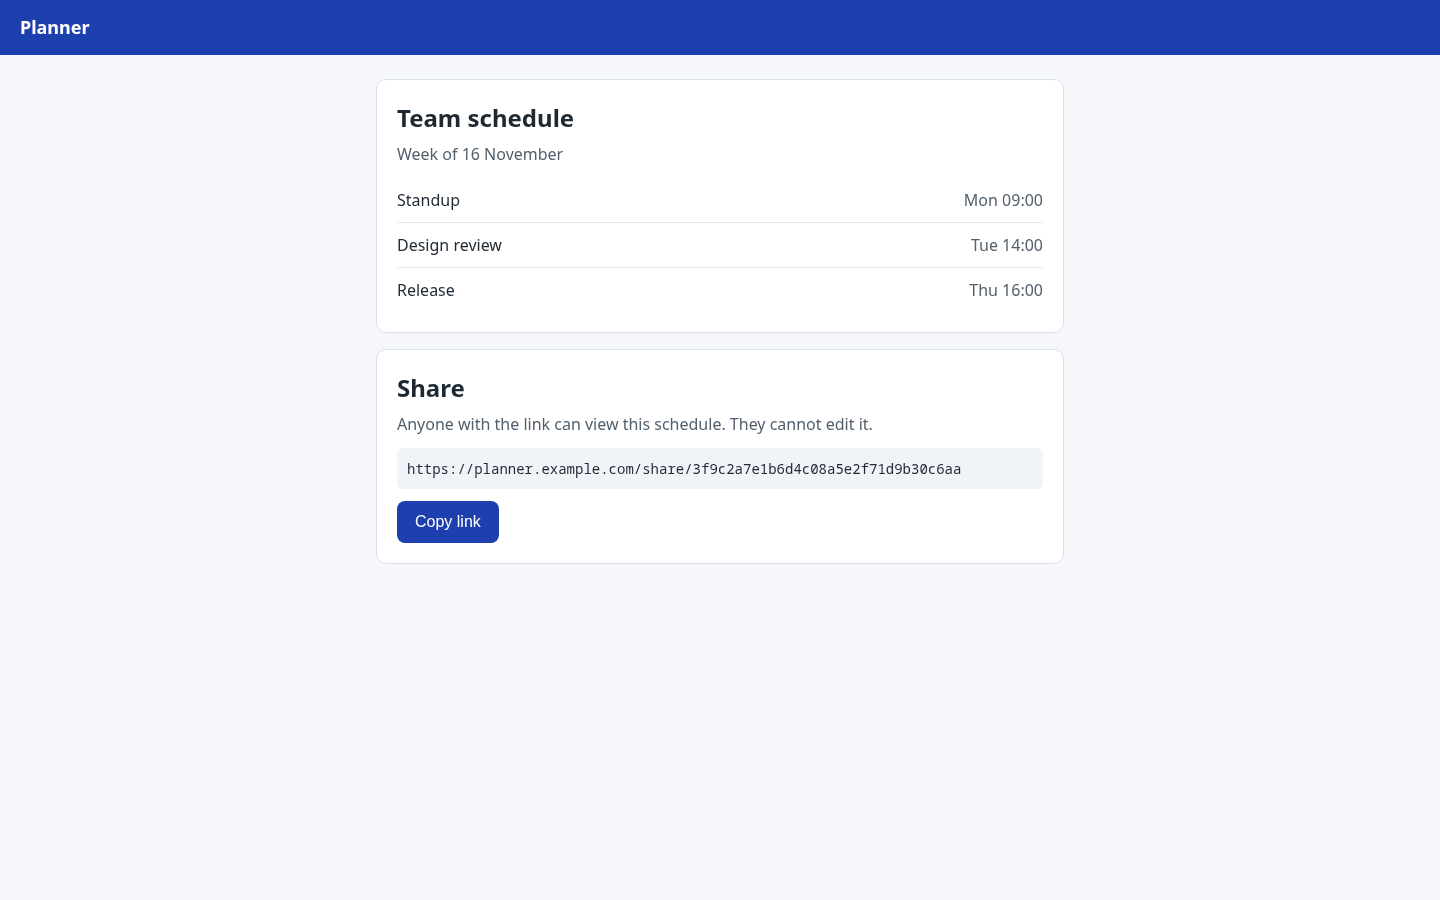 Planner
Team schedule
Week of 16 November
Standup Mon 09:00
Design review Tue 14:00
Release Thu 16:00
Share
Anyone with the link can view this schedule. They cannot edit it.
https://planner.example.com/share/3f9c2a7e1b6d4c08a5e2f71d9b30c6aa
Copy link